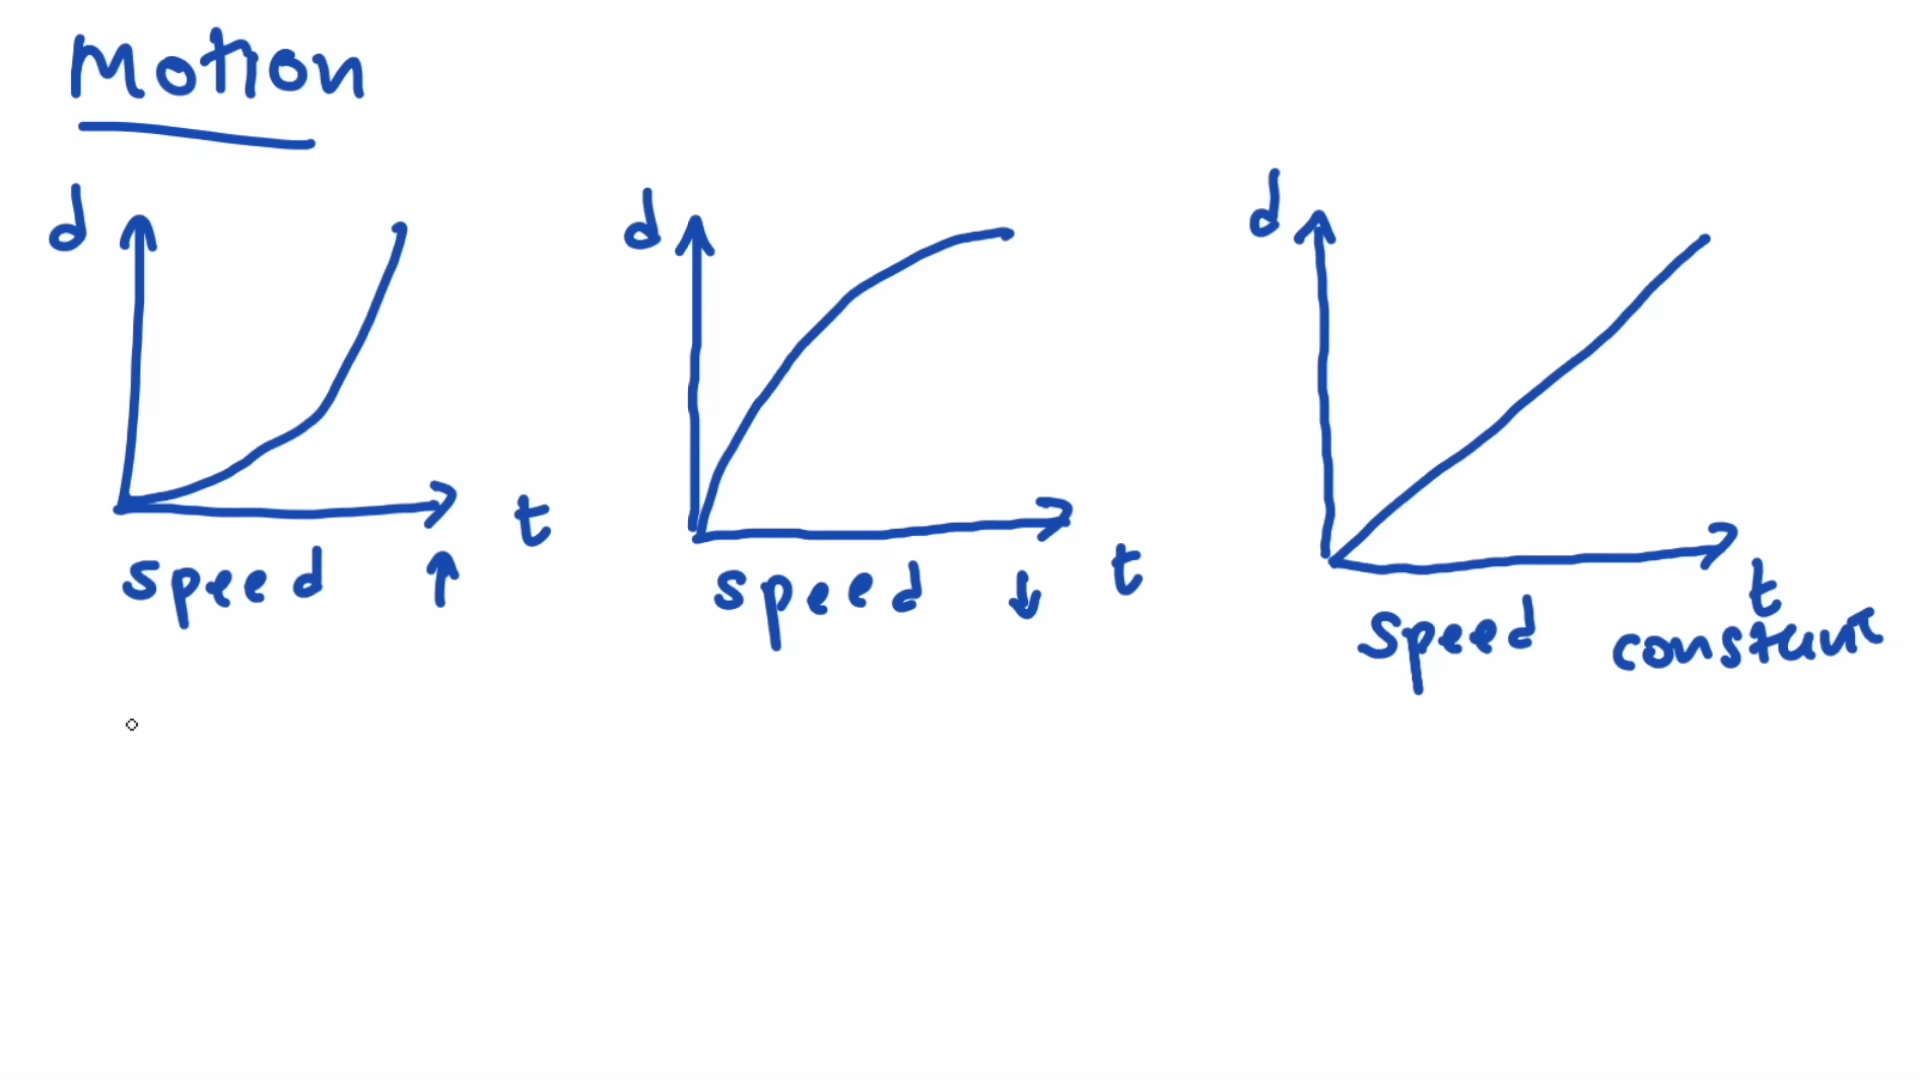 Motion
d
t
speed ↑
d
t
speed ↓
d
t
speed constant